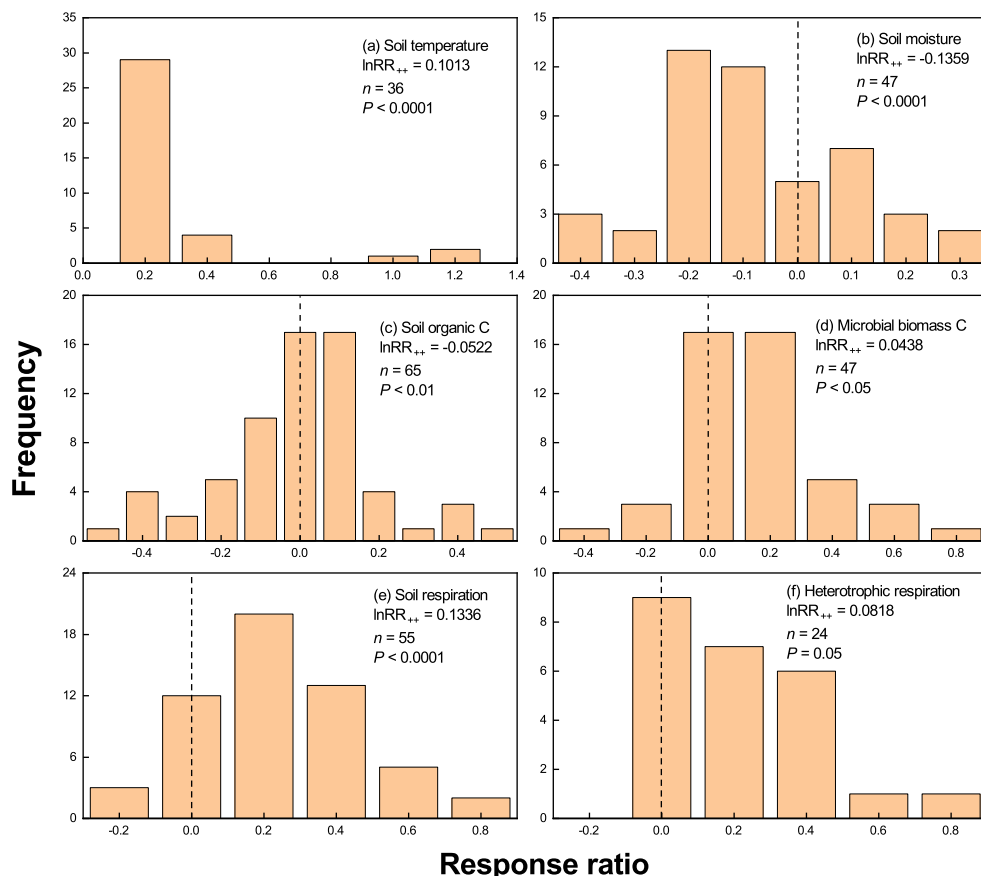 (a) Soil temperature
lnRR++ = 0.1013
n = 36
P < 0.0001
35
30
25
20
15
10
5
0
0.0 0.2 0.4 0.6 0.8 1.0 1.2 1.4
(b) Soil moisture
lnRR++ = -0.1359
n = 47
P < 0.0001
15
12
9
6
3
0
-0.4 -0.3 -0.2 -0.1 0.0 0.1 0.2 0.3
Frequency
(c) Soil organic C
lnRR++ = -0.0522
n = 65
P < 0.01
20
16
12
8
4
0
-0.4 -0.2 0.0 0.2 0.4
(d) Microbial biomass C
lnRR++ = 0.0438
n = 47
P < 0.05
20
16
12
8
4
0
-0.4 -0.2 0.0 0.2 0.4 0.6 0.8
(e) Soil respiration
lnRR++ = 0.1336
n = 55
P < 0.0001
24
18
12
6
0
-0.2 0.0 0.2 0.4 0.6 0.8
(f) Heterotrophic respiration
lnRR++ = 0.0818
n = 24
P = 0.05
10
8
6
4
2
0
-0.2 0.0 0.2 0.4 0.6 0.8
Response ratio